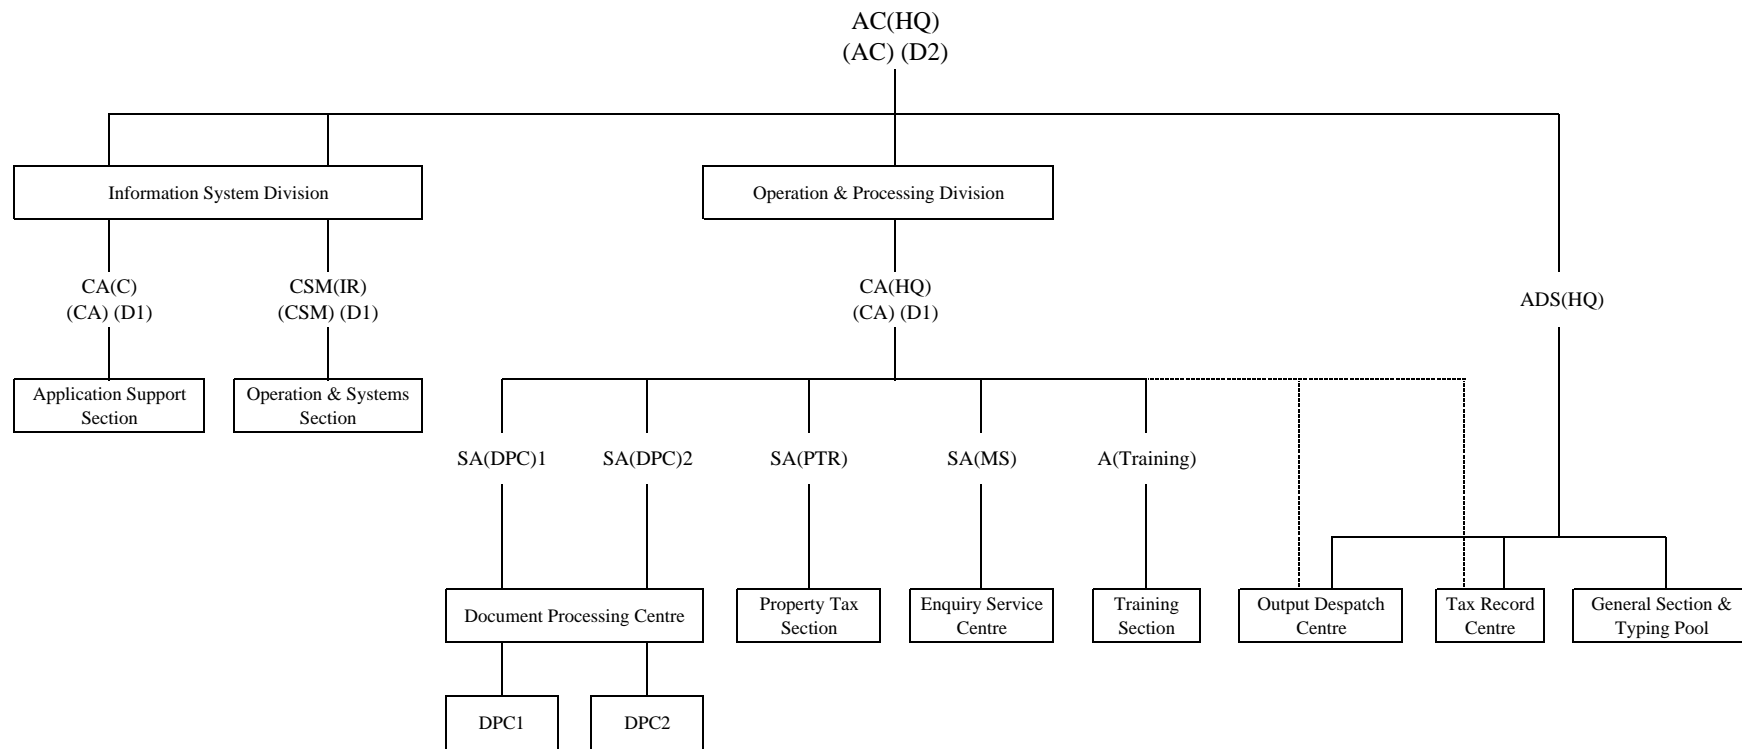 AC(HQ)
(AC) (D2)
Information System Division
Operation & Processing Division
CA(C)
(CA) (D1)
CSM(IR)
(CSM) (D1)
CA(HQ)
(CA) (D1)
ADS(HQ)
Application Support
Section
Operation & Systems
Section
SA(DPC)1
SA(DPC)2
SA(PTR)
SA(MS)
A(Training)
Document Processing Centre
Property Tax
Section
Enquiry Service
Centre
Training
Section
Output Despatch
Centre
Tax Record
Centre
General Section &
Typing Pool
DPC1
DPC2